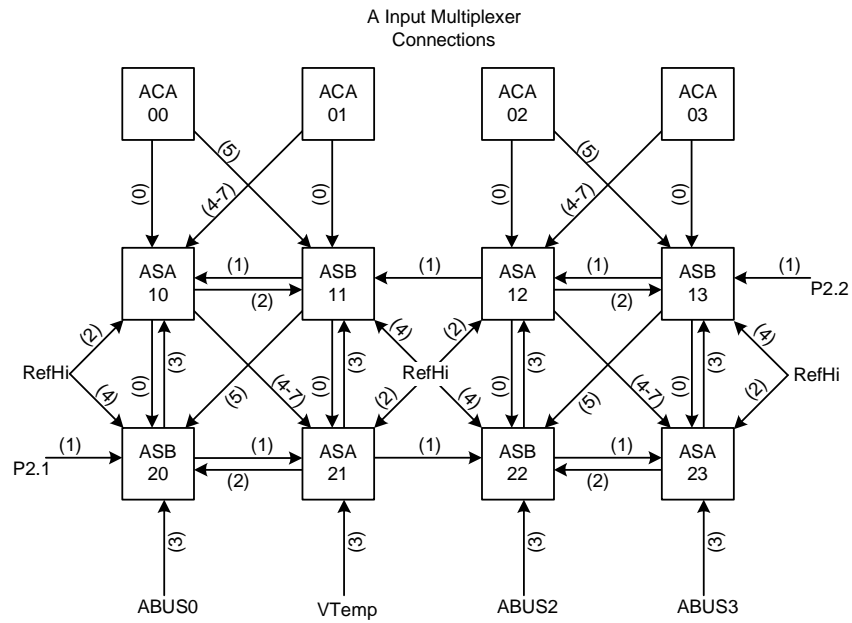 A Input Multiplexer
Connections
ACA
00
ACA
01
ACA
02
ACA
03
(5)
(5)
(0)
(4-7)
(0)
(0)
(4-7)
(0)
ASA
10
(1)
(2)
ASB
11
(1)
ASA
12
(1)
(2)
ASB
13
(1)
P2.2
(2)
RefHi
(4)
(0)
(3)
(5)
(4-7)
(0)
(3)
(4)
(2)
RefHi
(2)
(4)
(0)
(3)
(5)
(4-7)
(0)
(3)
(4)
RefHi
(2)
(1)
P2.1
ASB
20
(1)
(2)
ASA
21
(1)
ASB
22
(1)
(2)
ASA
23
(3)
(3)
(3)
(3)
ABUS0
VTemp
ABUS2
ABUS3